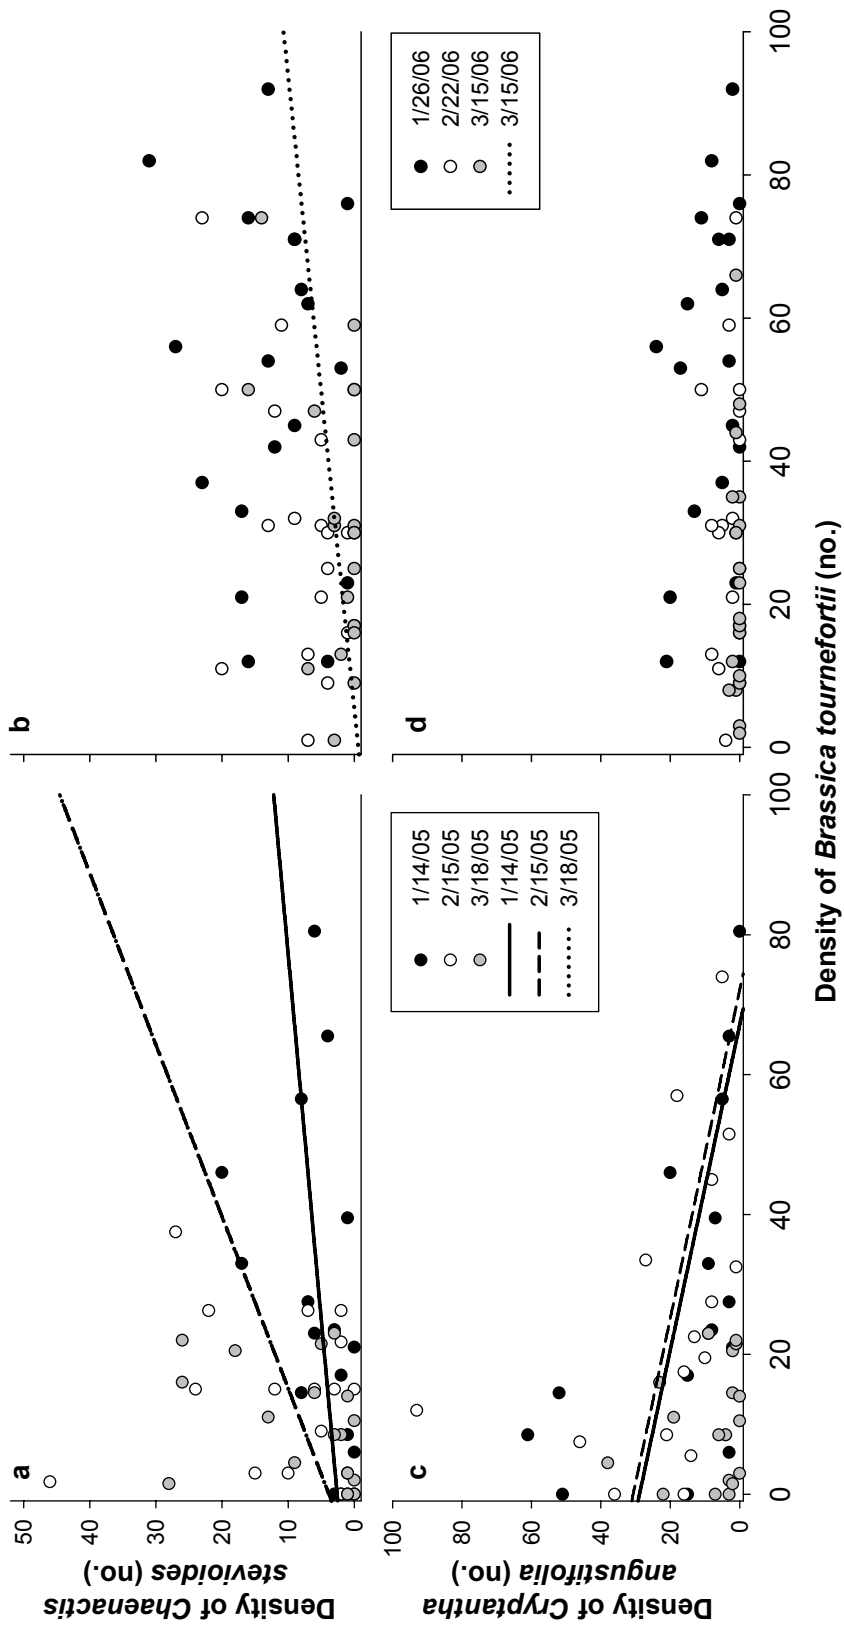 Density of Chaenactis
stevioides (no.)
50
40
30
20
10
0
a
b
Density of Cryptantha
angustifolia (no.)
100
80
60
40
20
0
c
1/14/05
2/15/05
3/18/05
1/14/05
2/15/05
3/18/05
d
1/26/06
2/22/06
3/15/06
3/15/06
0 20 40 60 80 100
0 20 40 60 80 100
Density of Brassica tournefortii (no.)